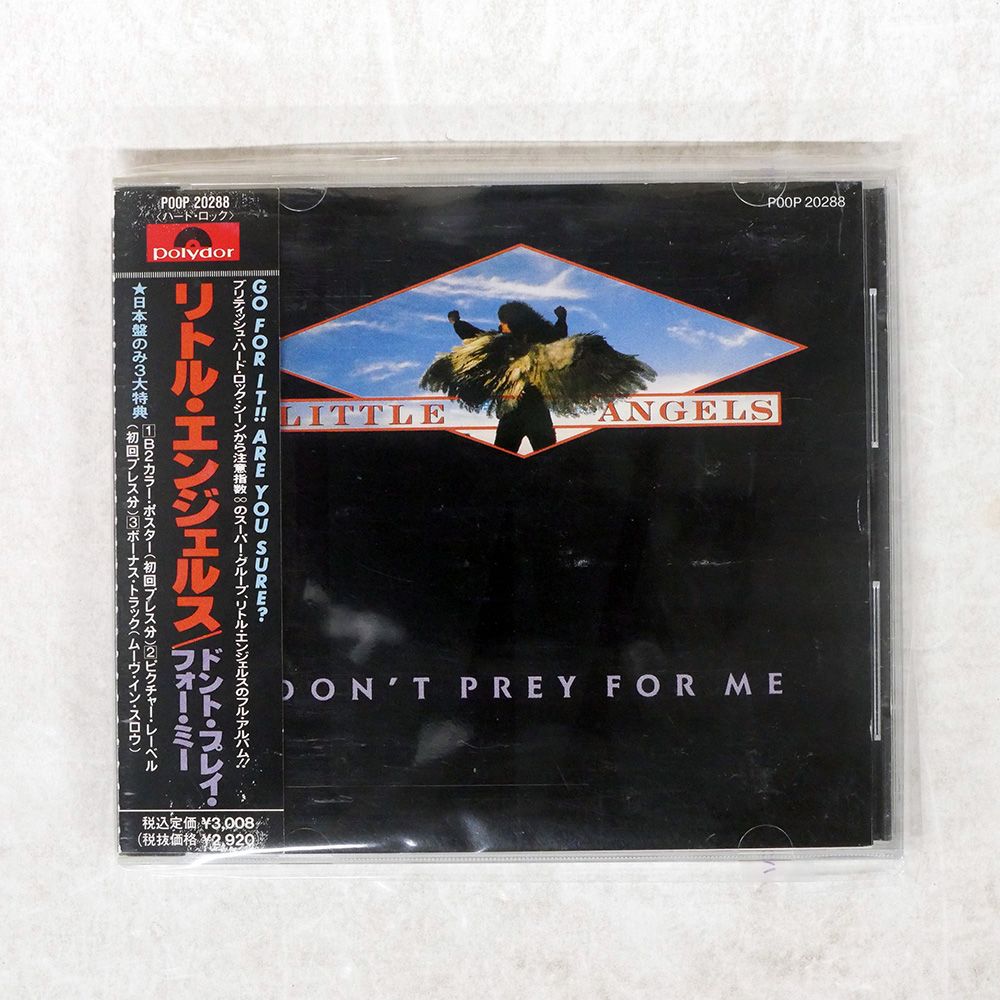 POOP 20288
〈ハード・ロック〉
polydor
GO FOR IT!! ARE YOU SURE?
ブリティッシュ・ハード・ロック・シーンから注意指数∞のスーパー・グループ、リトル・エンジェルスのフル・アルバム!!
リトル・エンジェルス/
ドント・プレイ・
フォー・ミー
★日本盤のみ3大特典
1B2カラー・ポスター(初回プレス分)2ピクチャー・レーベル
(初回プレス分)3ボーナス・トラック(ムーヴ・イン・スロウ)
税込定価 ¥3,008
(税抜価格 ¥2,920)
POOP 20288
LITTLE ANGELS
DON'T PREY FOR ME